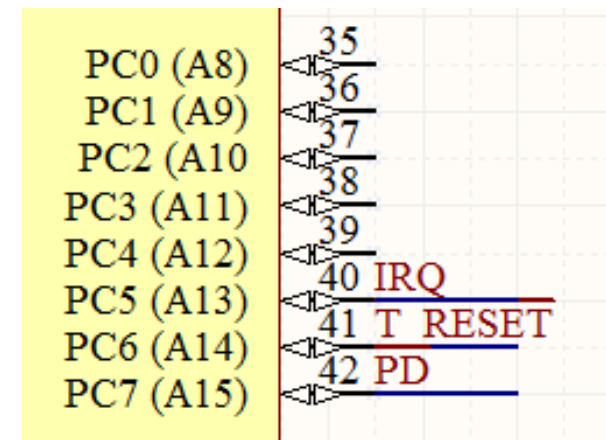 PC0 (A8) 35
PC1 (A9) 36
PC2 (A10 37
PC3 (A11) 38
PC4 (A12) 39
PC5 (A13) 40 IRQ
PC6 (A14) 41 T_RESET
PC7 (A15) 42 PD